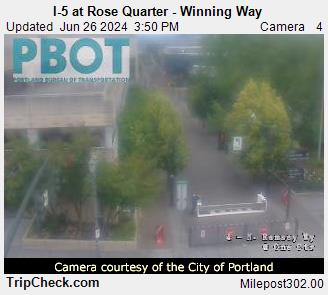 I-5 at Rose Quarter - Winning Way
Updated Jun 26 2024 3:50 PM Camera 4
PBOT
PORTLAND BUREAU OF TRANSPORTATION
Camera courtesy of the City of Portland
TripCheck.com Milepost302.00